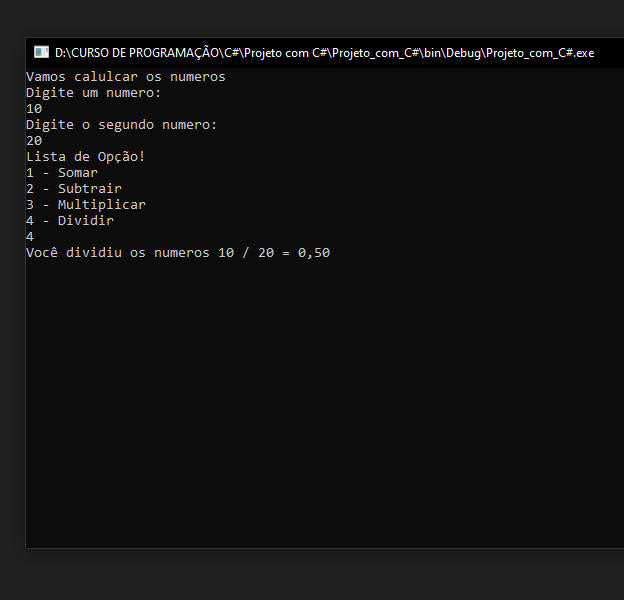 D:\CURSO DE PROGRAMAÇÃO\C#\Projeto com C#\Projeto_com_C#\bin\Debug\Projeto_com_C#.exe
Vamos calulcar os numeros
Digite um numero:
10
Digite o segundo numero:
20
Lista de Opção!
1 - Somar
2 - Subtrair
3 - Multiplicar
4 - Dividir
4
Você dividiu os numeros 10 / 20 = 0,50